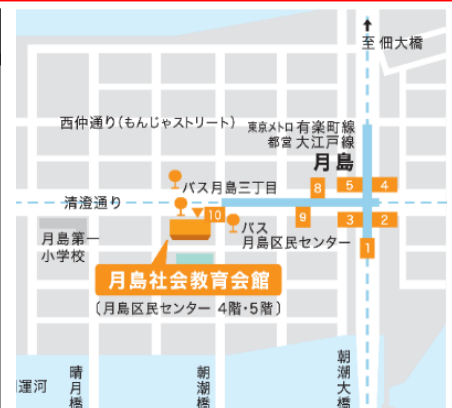 至 佃大橋
西仲通り(もんじゃストリート)
東京メトロ 有楽町線
都営 大江戸線
月島
バス月島三丁目
8
5
4
清澄通り
10
9
3
2
バス
月島区民センター
1
月島第一
小学校
月島社会教育会館
〔月島区民センター 4階・5階〕
運河
晴月橋
朝潮橋
朝潮大橋